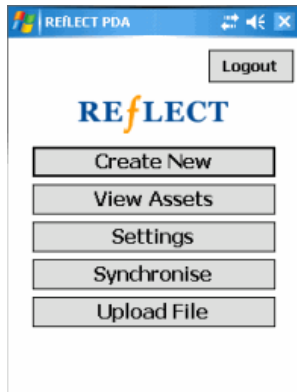 REfLECT PDA
Logout
REfLECT
Create New
View Assets
Settings
Synchronise
Upload File